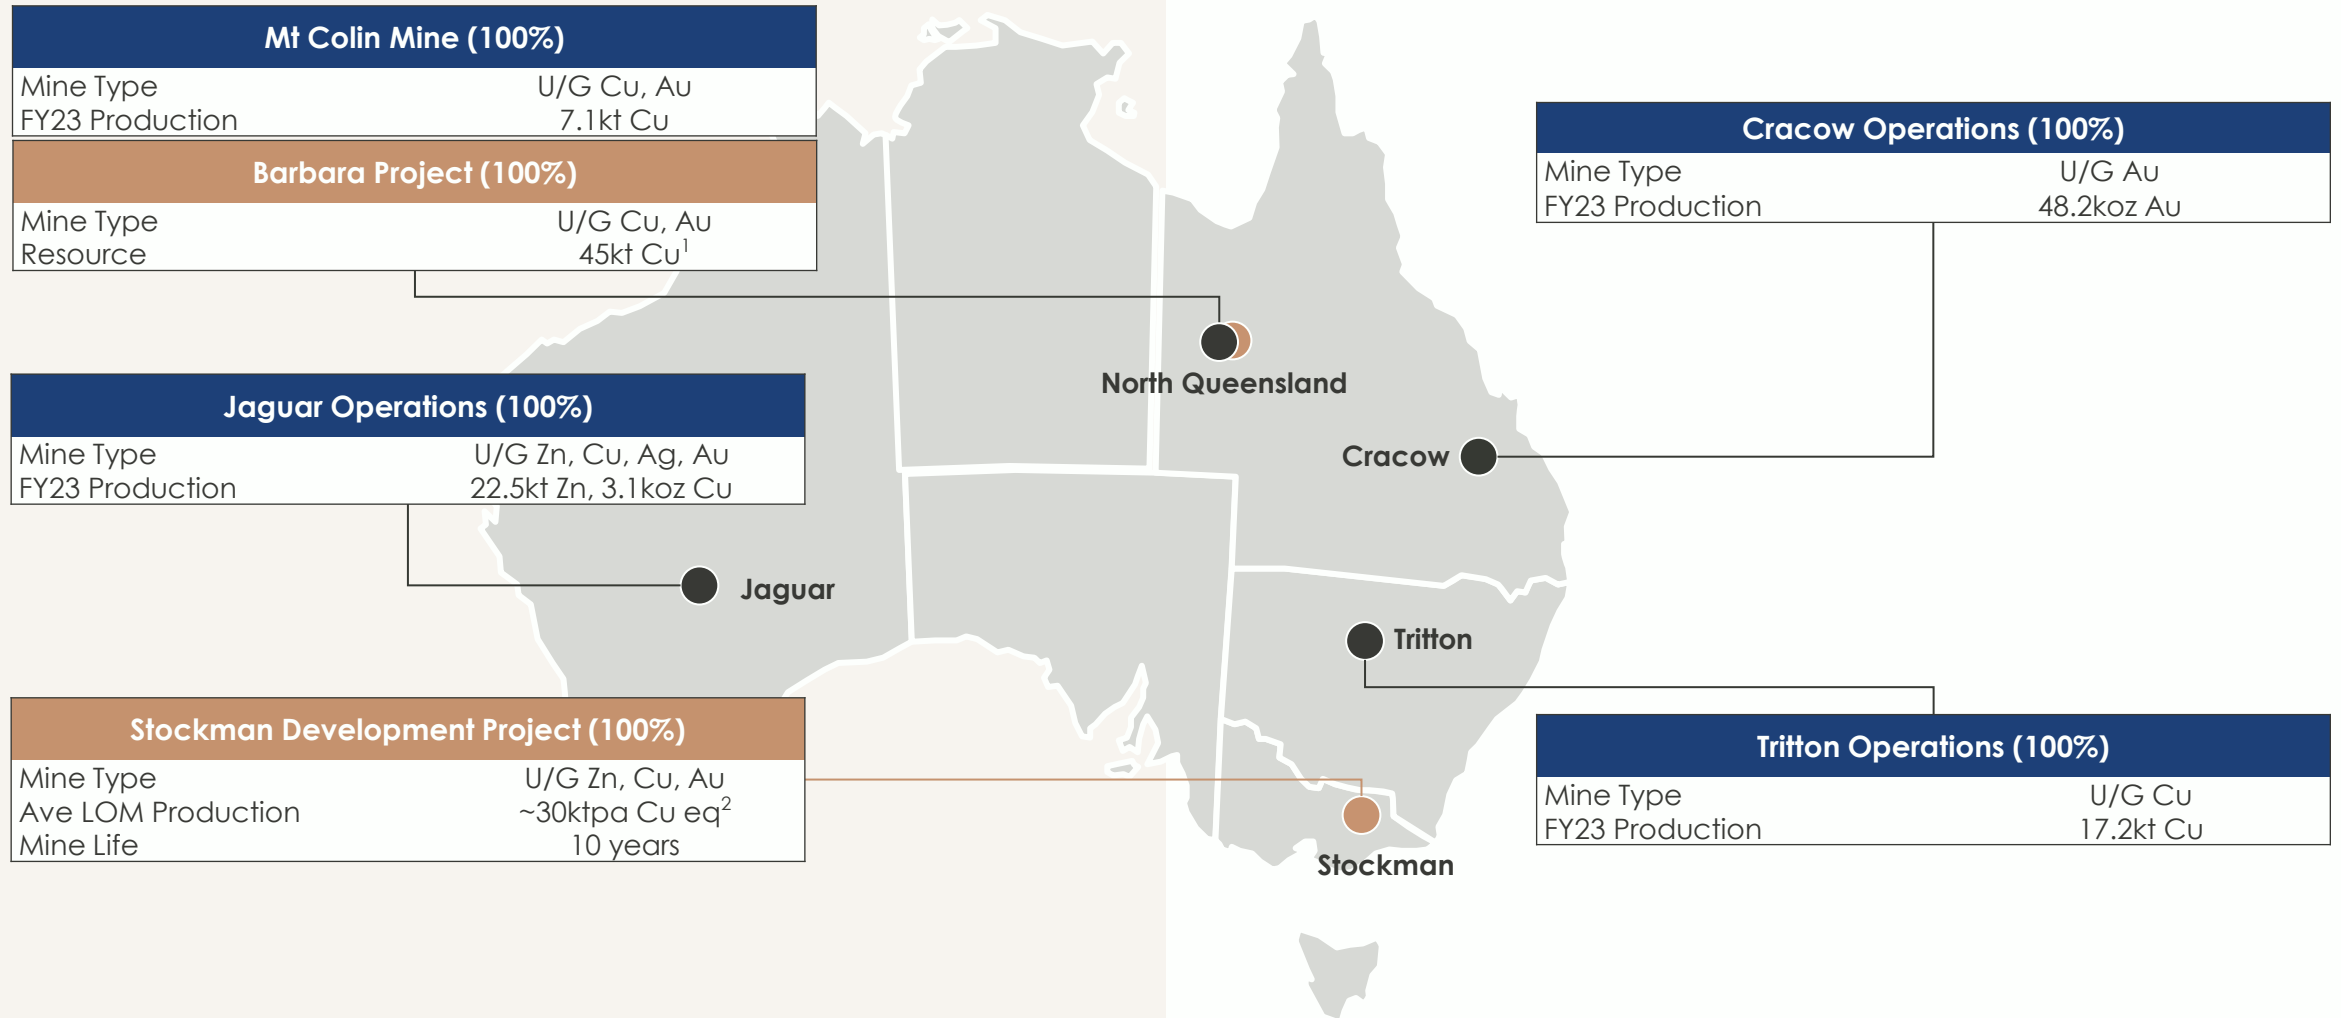 Mt Colin Mine (100%)
Mine Type U/G Cu, Au
FY23 Production 7.1kt Cu
Barbara Project (100%)
Mine Type U/G Cu, Au
Resource 45kt Cu¹
Jaguar Operations (100%)
Mine Type U/G Zn, Cu, Ag, Au
FY23 Production 22.5kt Zn, 3.1koz Cu
Stockman Development Project (100%)
Mine Type U/G Zn, Cu, Au
Ave LOM Production ~30ktpa Cu eq²
Mine Life 10 years
North Queensland
Cracow
Jaguar
Tritton
Stockman
Cracow Operations (100%)
Mine Type U/G Au
FY23 Production 48.2koz Au
Tritton Operations (100%)
Mine Type U/G Cu
FY23 Production 17.2kt Cu